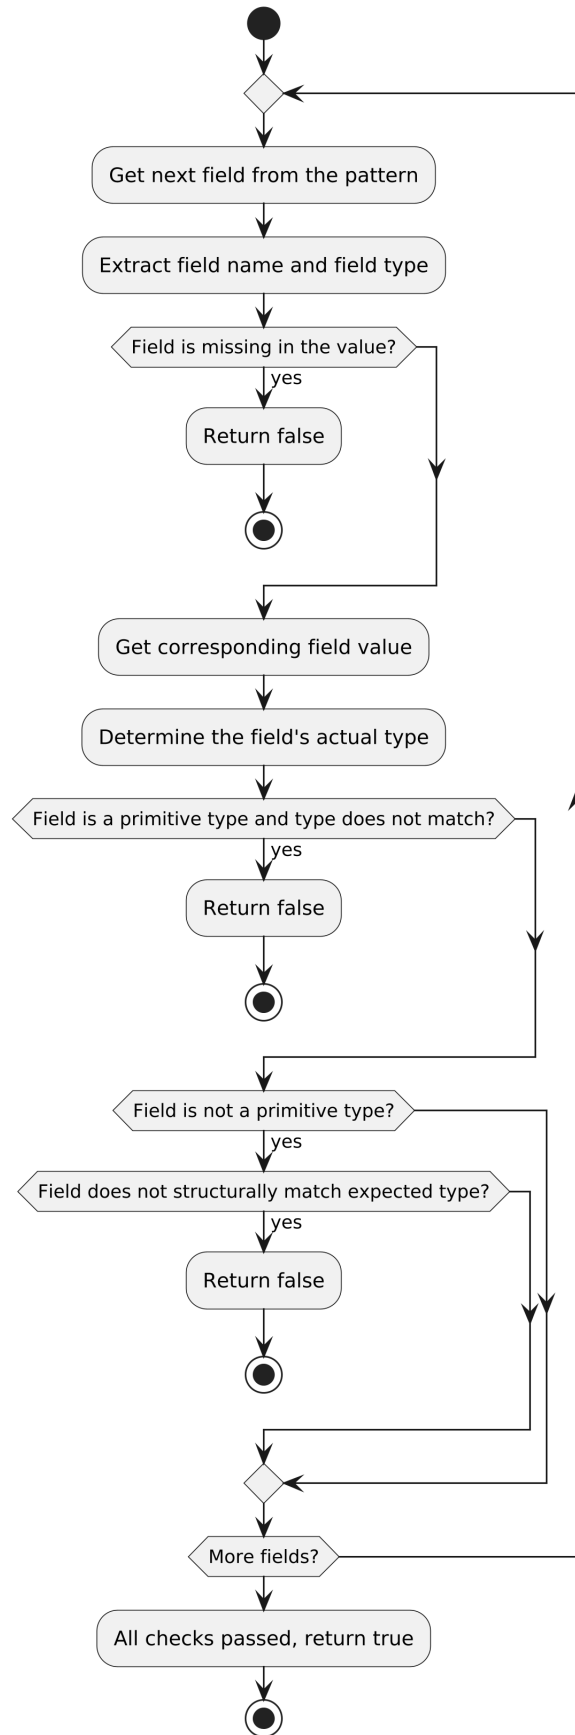 Get next field from the pattern
Extract field name and field type
Field is missing in the value?
yes
Return false
Get corresponding field value
Determine the field's actual type
Field is a primitive type and type does not match?
yes
Return false
Field is not a primitive type?
yes
Field does not structurally match expected type?
yes
Return false
More fields?
All checks passed, return true